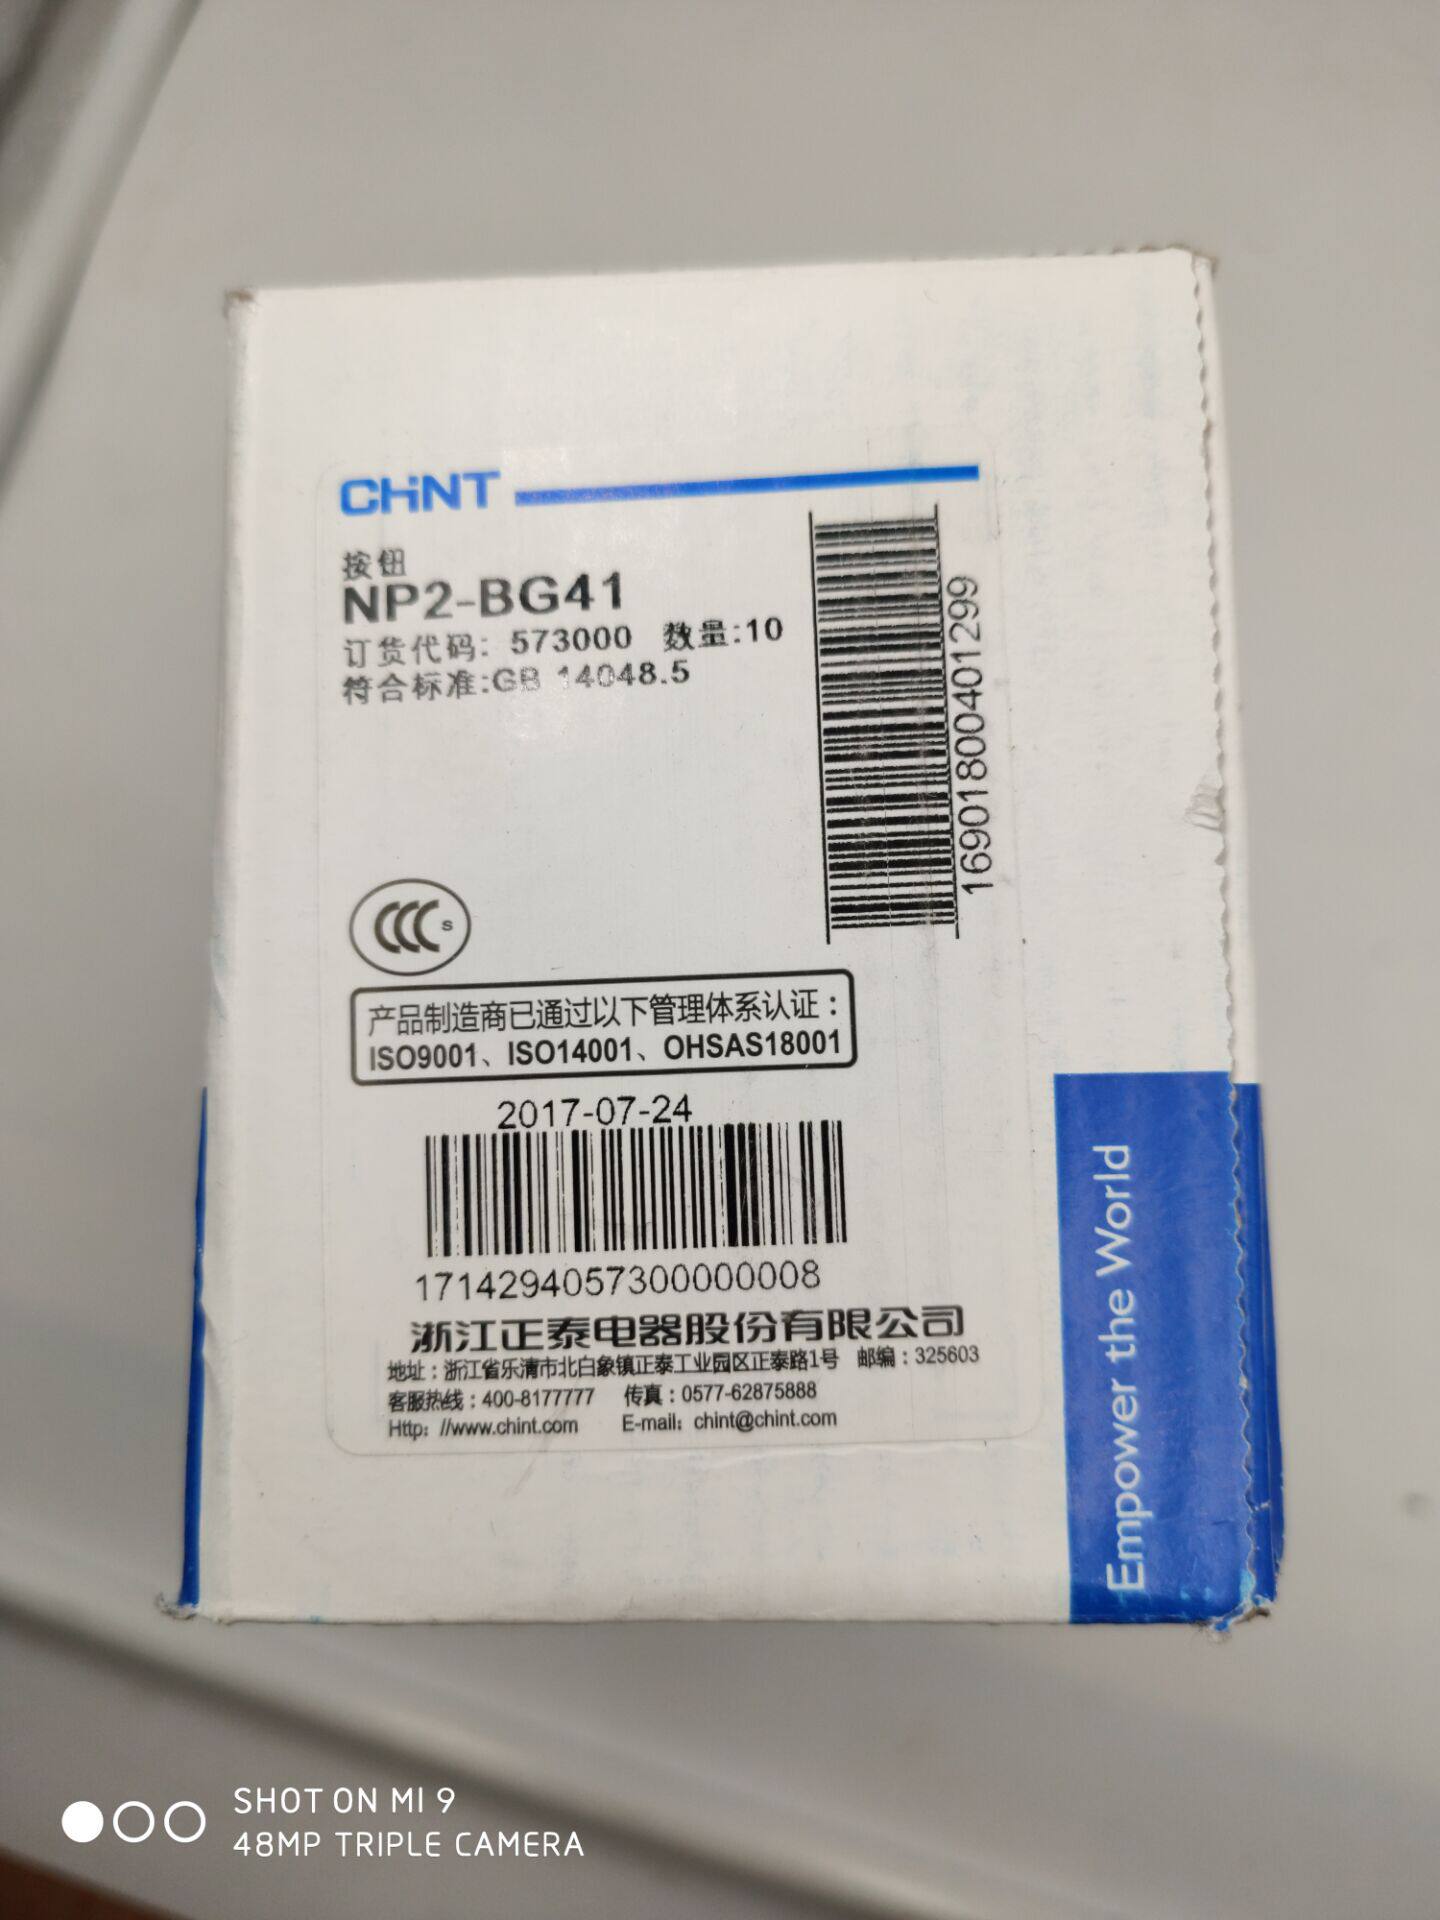 CHINT
按钮
NP2-BG41
订货代码: 573000 数量:10
符合标准:GB 14048.5
16901800401299
CCC S
产品制造商已通过以下管理体系认证：
ISO9001、ISO14001、OHSAS18001
2017-07-24
1714294057300000008
浙江正泰电器股份有限公司
地址：浙江省乐清市北白象镇正泰工业园区正泰路1号 邮编：325603
客服热线：400-8177777 传真：0577-62875888
Http: //www.chint.com E-mail: chint@chint.com
Empower the World
SHOT ON MI 9
48MP TRIPLE CAMERA